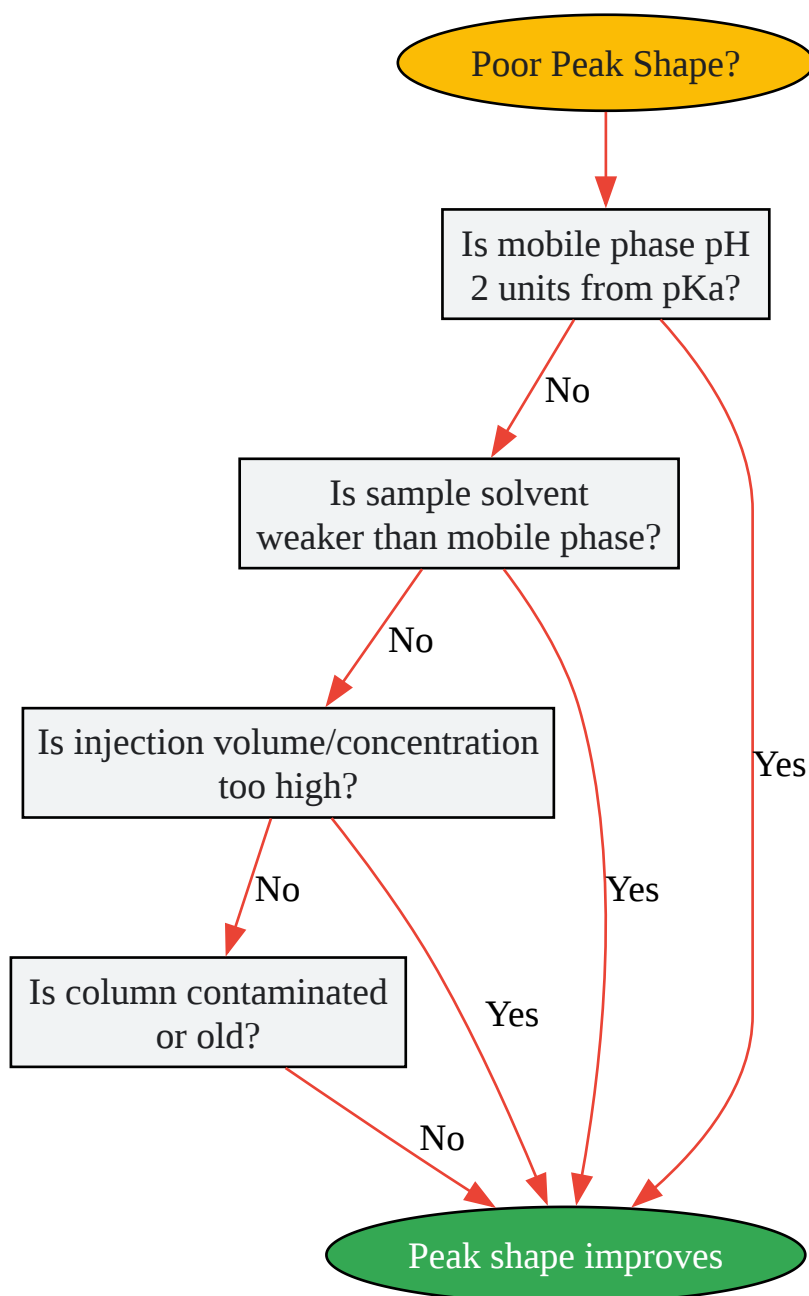 Poor Peak Shape?
Is mobile phase pH
2 units from pKa?
No
Is sample solvent
weaker than mobile phase?
No
Is injection volume/concentration
too high?
Yes
No
Yes
Is column contaminated
or old?
Yes
No
Peak shape improves